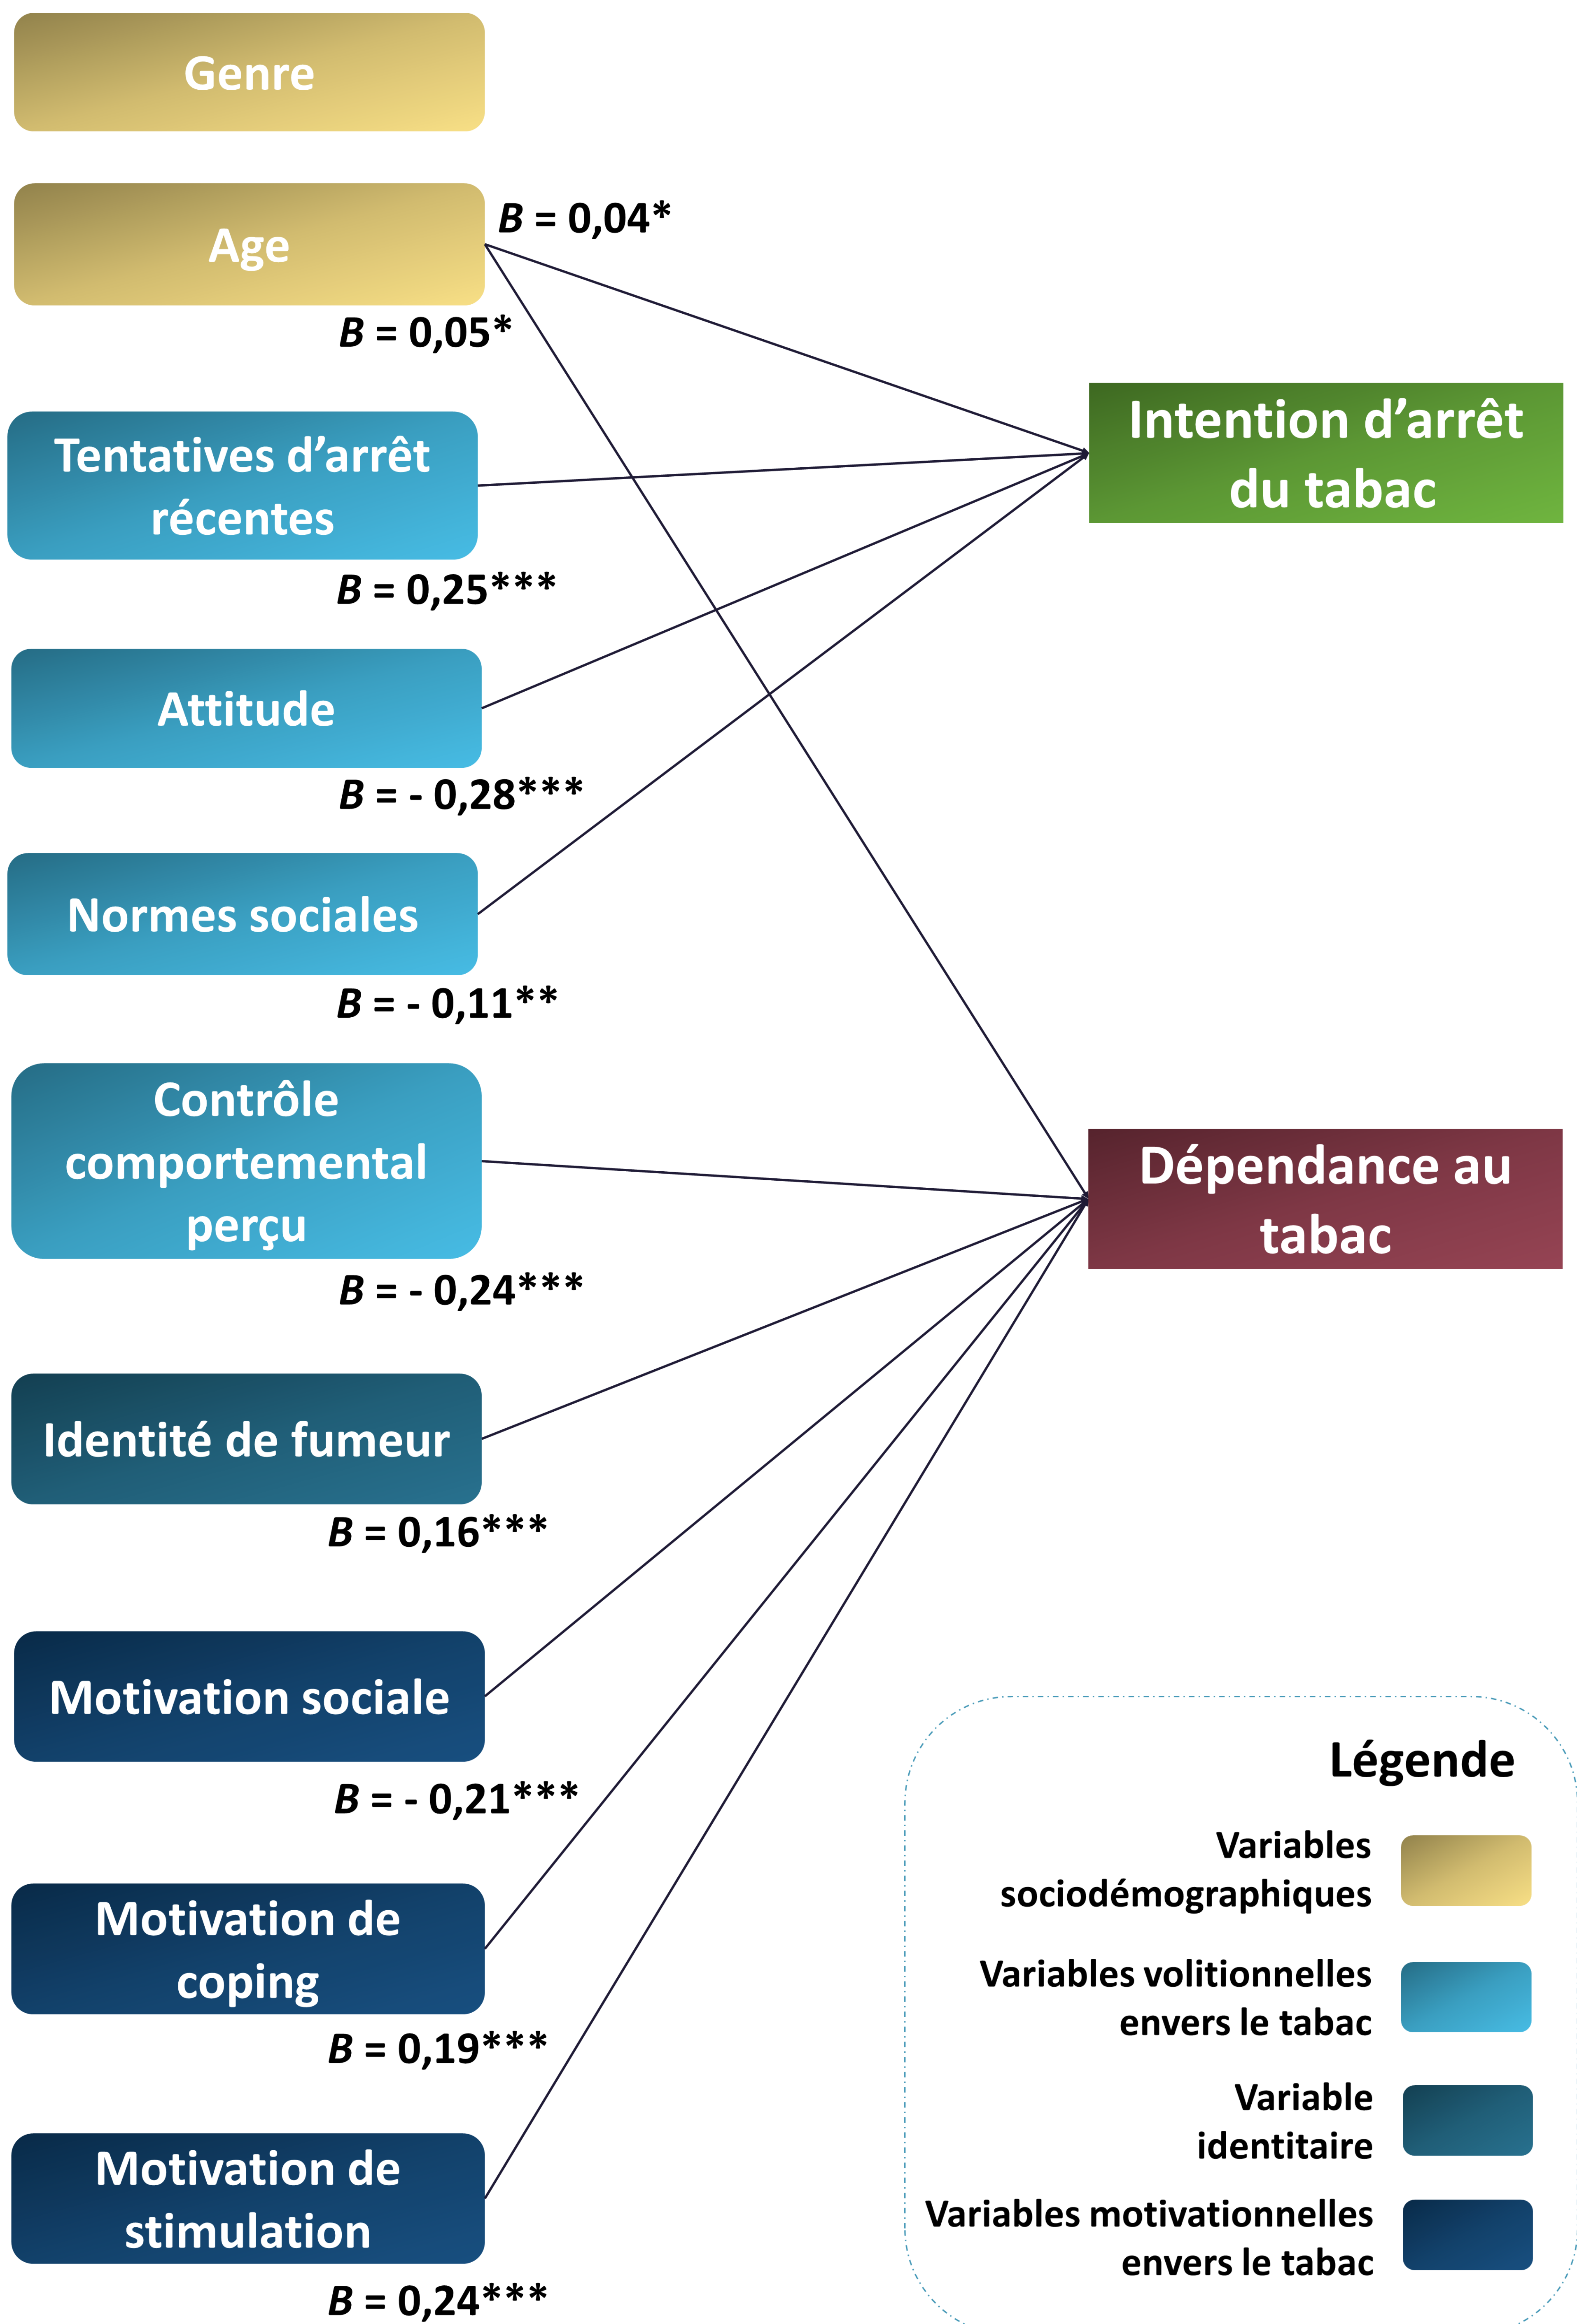 Genre
Age
B = 0,04*
B = 0,05*
Tentatives d’arrêt
récentes
B = 0,25***
Attitude
B = - 0,28***
Normes sociales
B = - 0,11**
Contrôle
comportemental
perçu
B = - 0,24***
Identité de fumeur
B = 0,16***
Motivation sociale
B = - 0,21***
Motivation de
coping
B = 0,19***
Motivation de
stimulation
B = 0,24***
Intention d’arrêt
du tabac
Dépendance au
tabac
Légende
Variables
sociodémographiques
Variables volitionnelles
envers le tabac
Variable
identitaire
Variables motivationnelles
envers le tabac